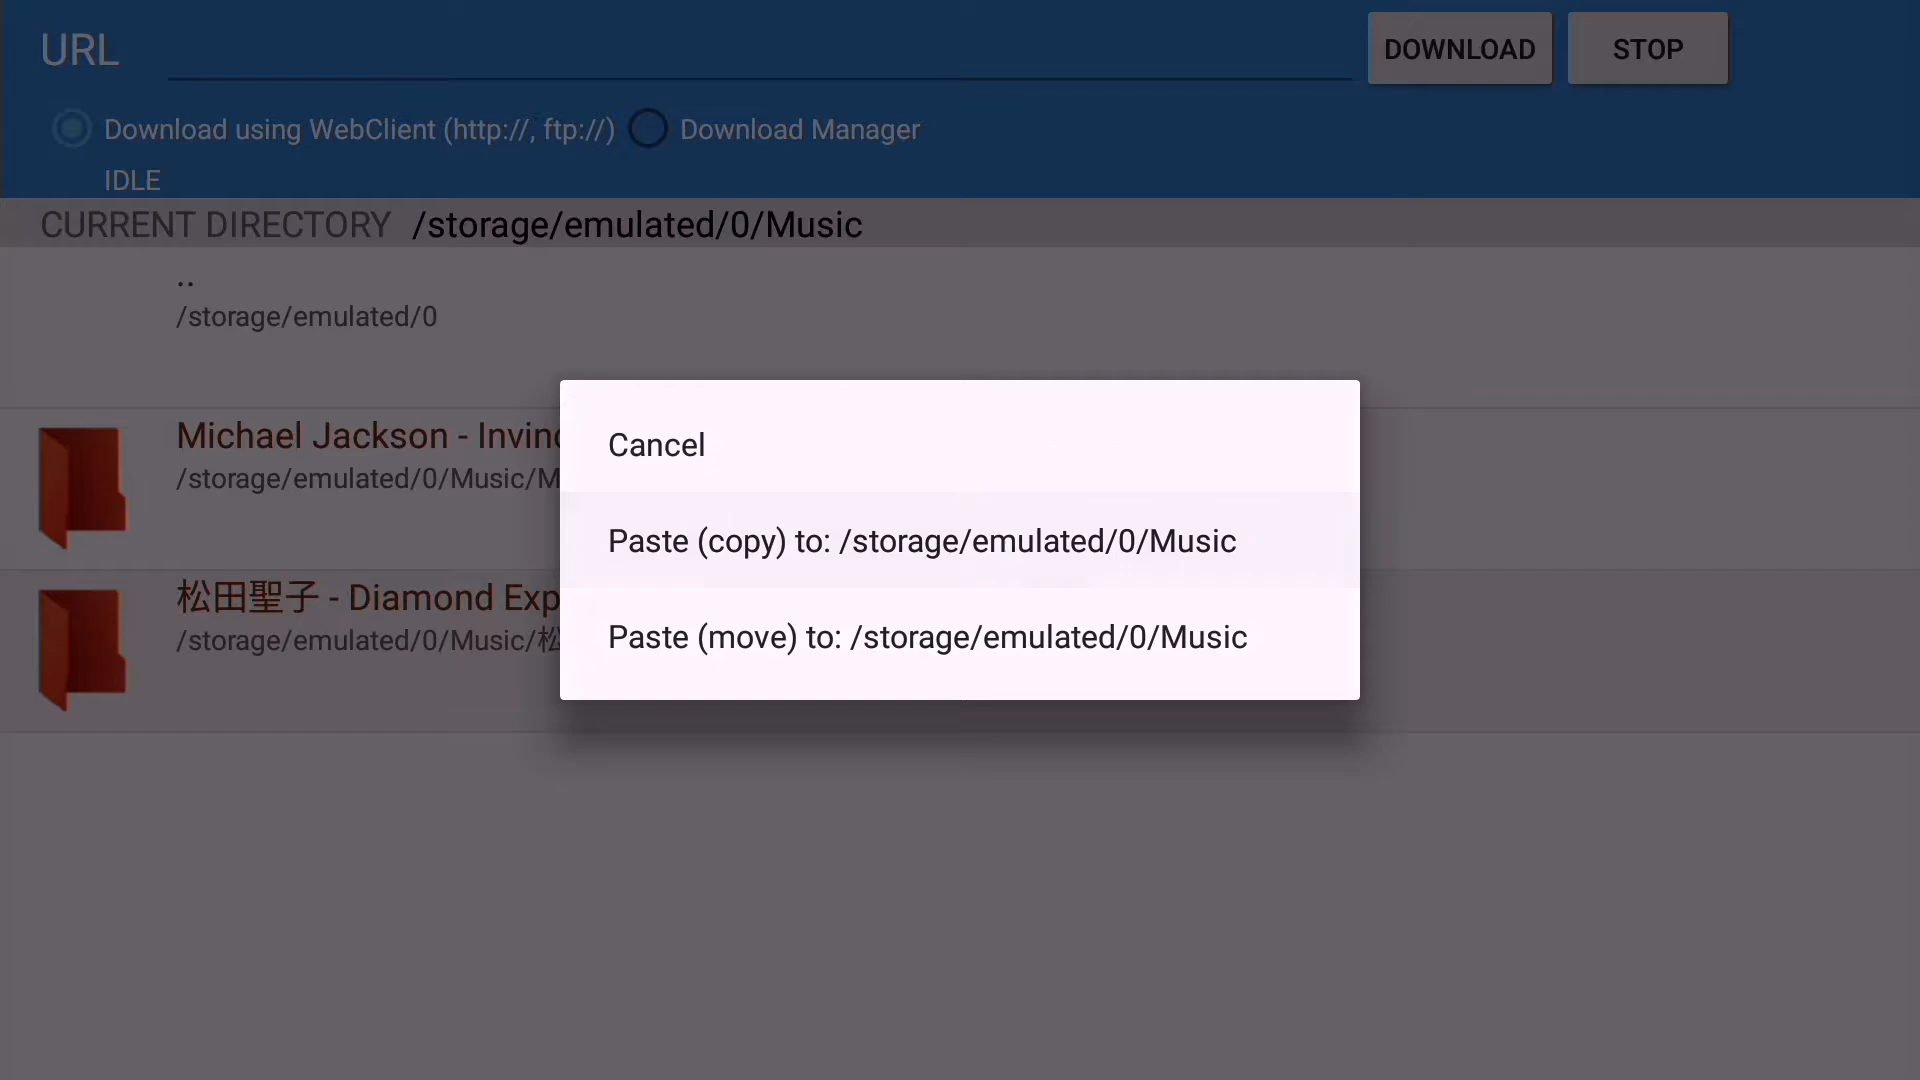 URL
DOWNLOAD
STOP
Download using WebClient (http://, ftp://)
Download Manager
IDLE
CURRENT DIRECTORY /storage/emulated/0/Music
..
/storage/emulated/0
Michael Jackson -
/storage/emulated/0/Music/M
松田聖子 - Diamond Exp
/storage/emulated/0/Music/松
Cancel
Paste (copy) to: /storage/emulated/0/Music
Paste (move) to: /storage/emulated/0/Music